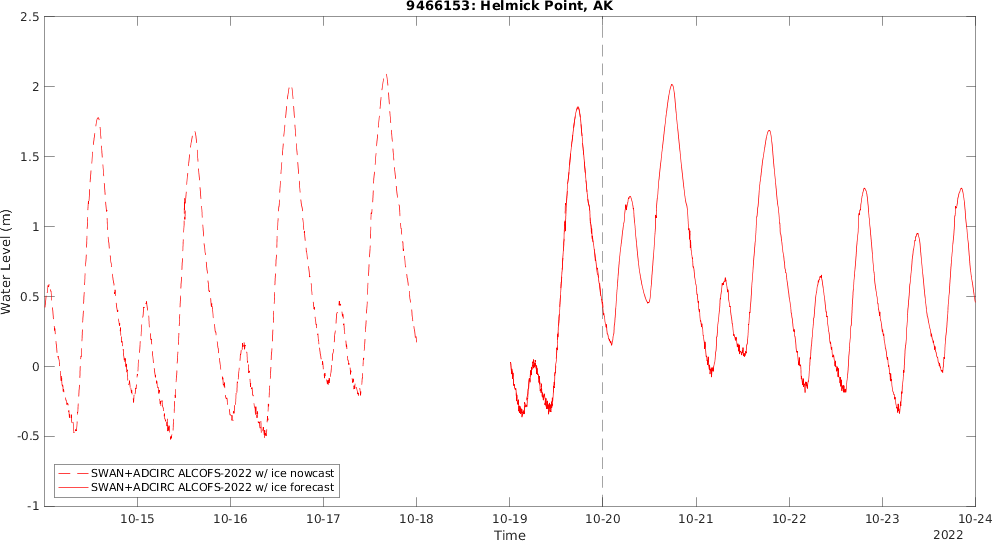 9466153: Helmick Point, AK
2.5
2
1.5
1
0.5
0
-0.5
-1
Water Level (m)
SWAN+ADCIRC ALCOFS-2022 w/ ice nowcast
SWAN+ADCIRC ALCOFS-2022 w/ ice forecast
10-15 10-16 10-17 10-18 10-19 10-20 10-21 10-22 10-23 10-24
Time
2022